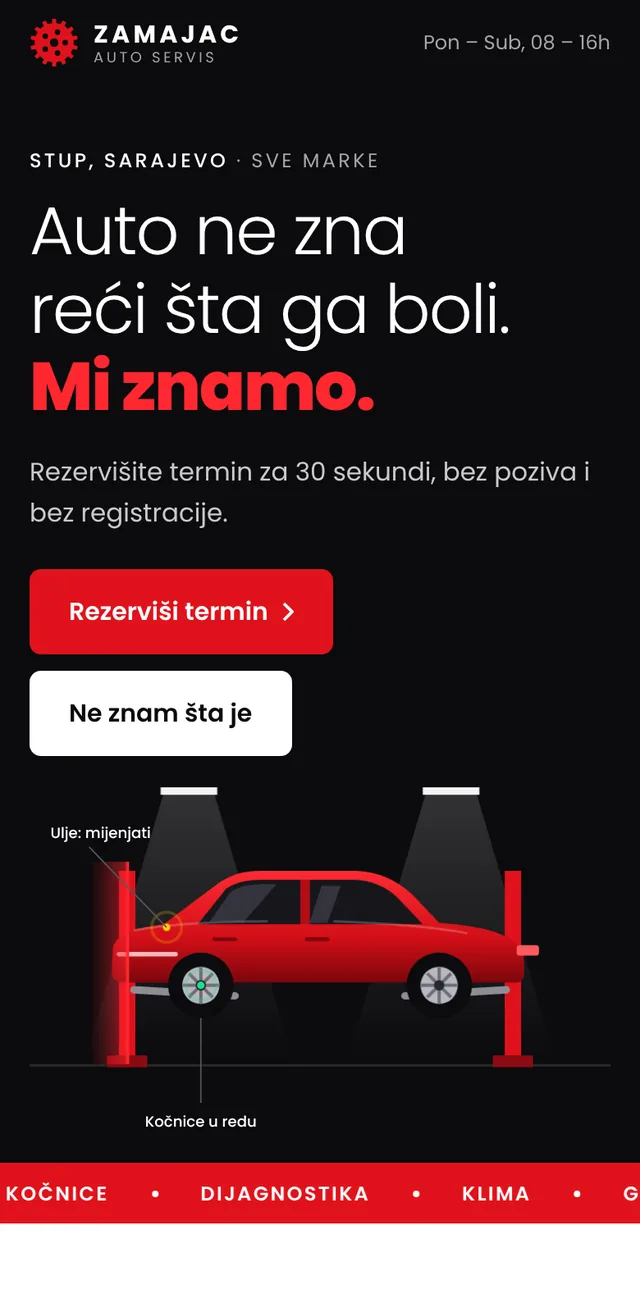 ZAMAJAC
AUTO SERVIS
Pon – Sub, 08 – 16h
STUP, SARAJEVO · SVE MARKE
Auto ne zna
reći šta ga boli.
Mi znamo.
Rezervišite termin za 30 sekundi, bez poziva i
bez registracije.
Rezerviši termin
Ne znam šta je
Ulje: mijenjati
Kočnice u redu
KOČNICE • DIJAGNOSTIKA • KLIMA • G